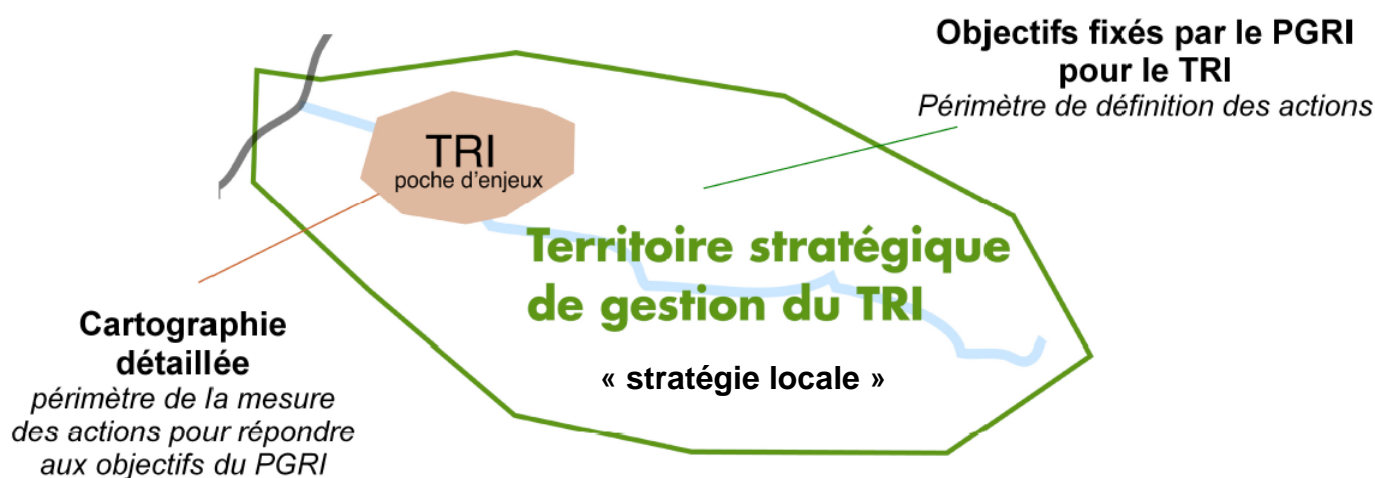 Objectifs fixés par le PGRI
pour le TRI
Périmètre de définition des actions
TRI
poche d'enjeux
Territoire stratégique
de gestion du TRI
« stratégie locale »
Cartographie
détaillée
périmètre de la mesure
des actions pour répondre
aux objectifs du PGRI